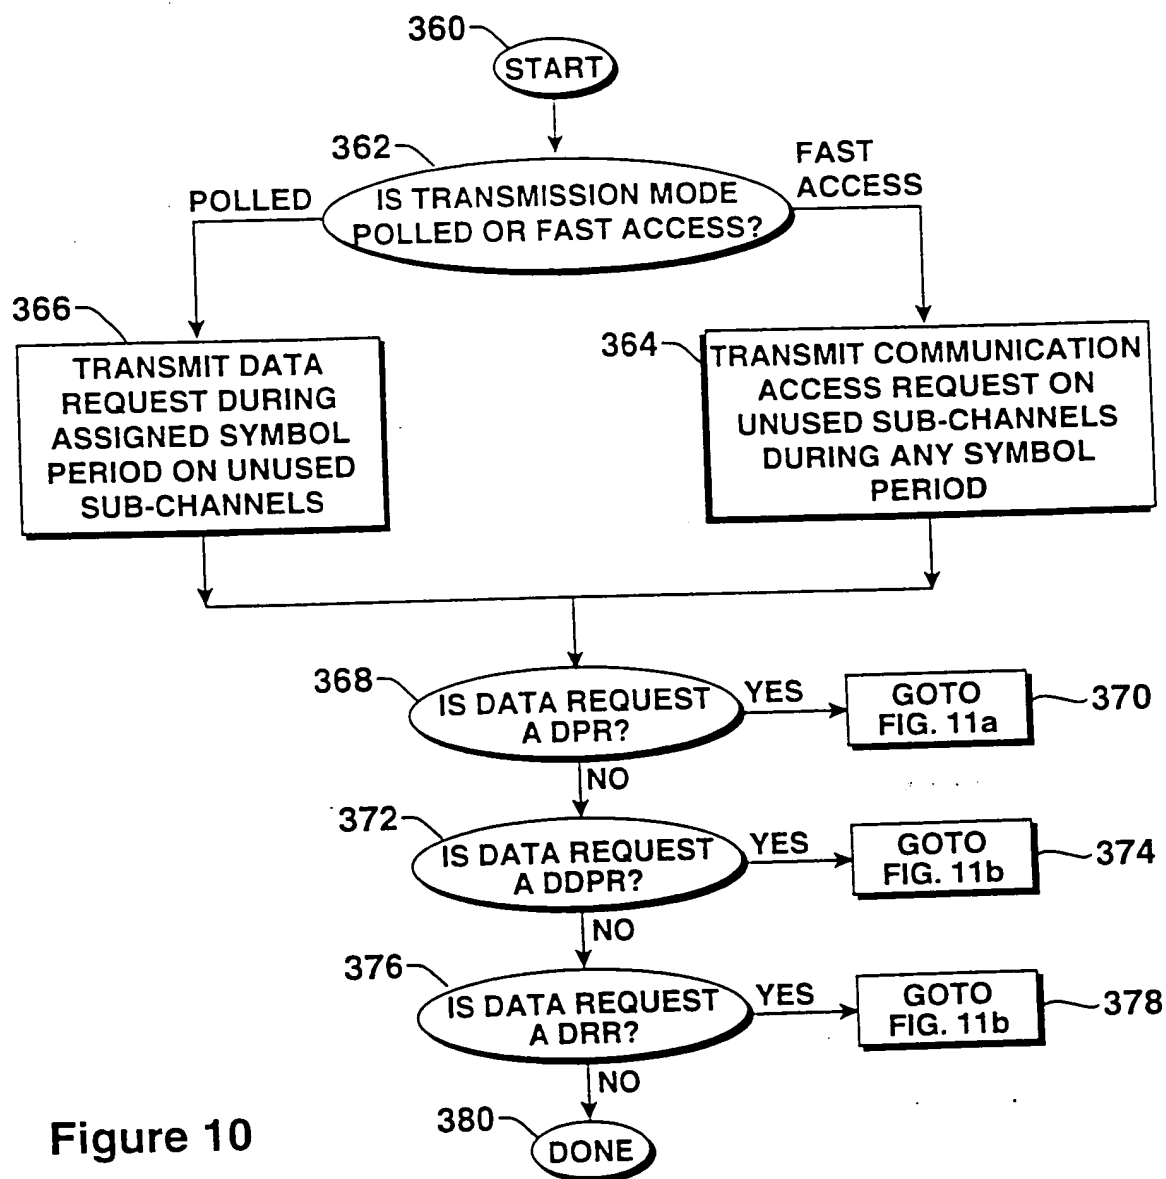 360
START
362
IS TRANSMISSION MODE
POLLED OR FAST ACCESS?
POLLED
FAST
ACCESS
366
TRANSMIT DATA
REQUEST DURING
ASSIGNED SYMBOL
PERIOD ON UNUSED
SUB-CHANNELS
364
TRANSMIT COMMUNICATION
ACCESS REQUEST ON
UNUSED SUB-CHANNELS
DURING ANY SYMBOL
PERIOD
368
IS DATA REQUEST
A DPR?
YES
GOTO
FIG. 11a
370
NO
372
IS DATA REQUEST
A DDPR?
YES
GOTO
FIG. 11b
374
NO
376
IS DATA REQUEST
A DRR?
YES
GOTO
FIG. 11b
378
NO
380
DONE
Figure 10